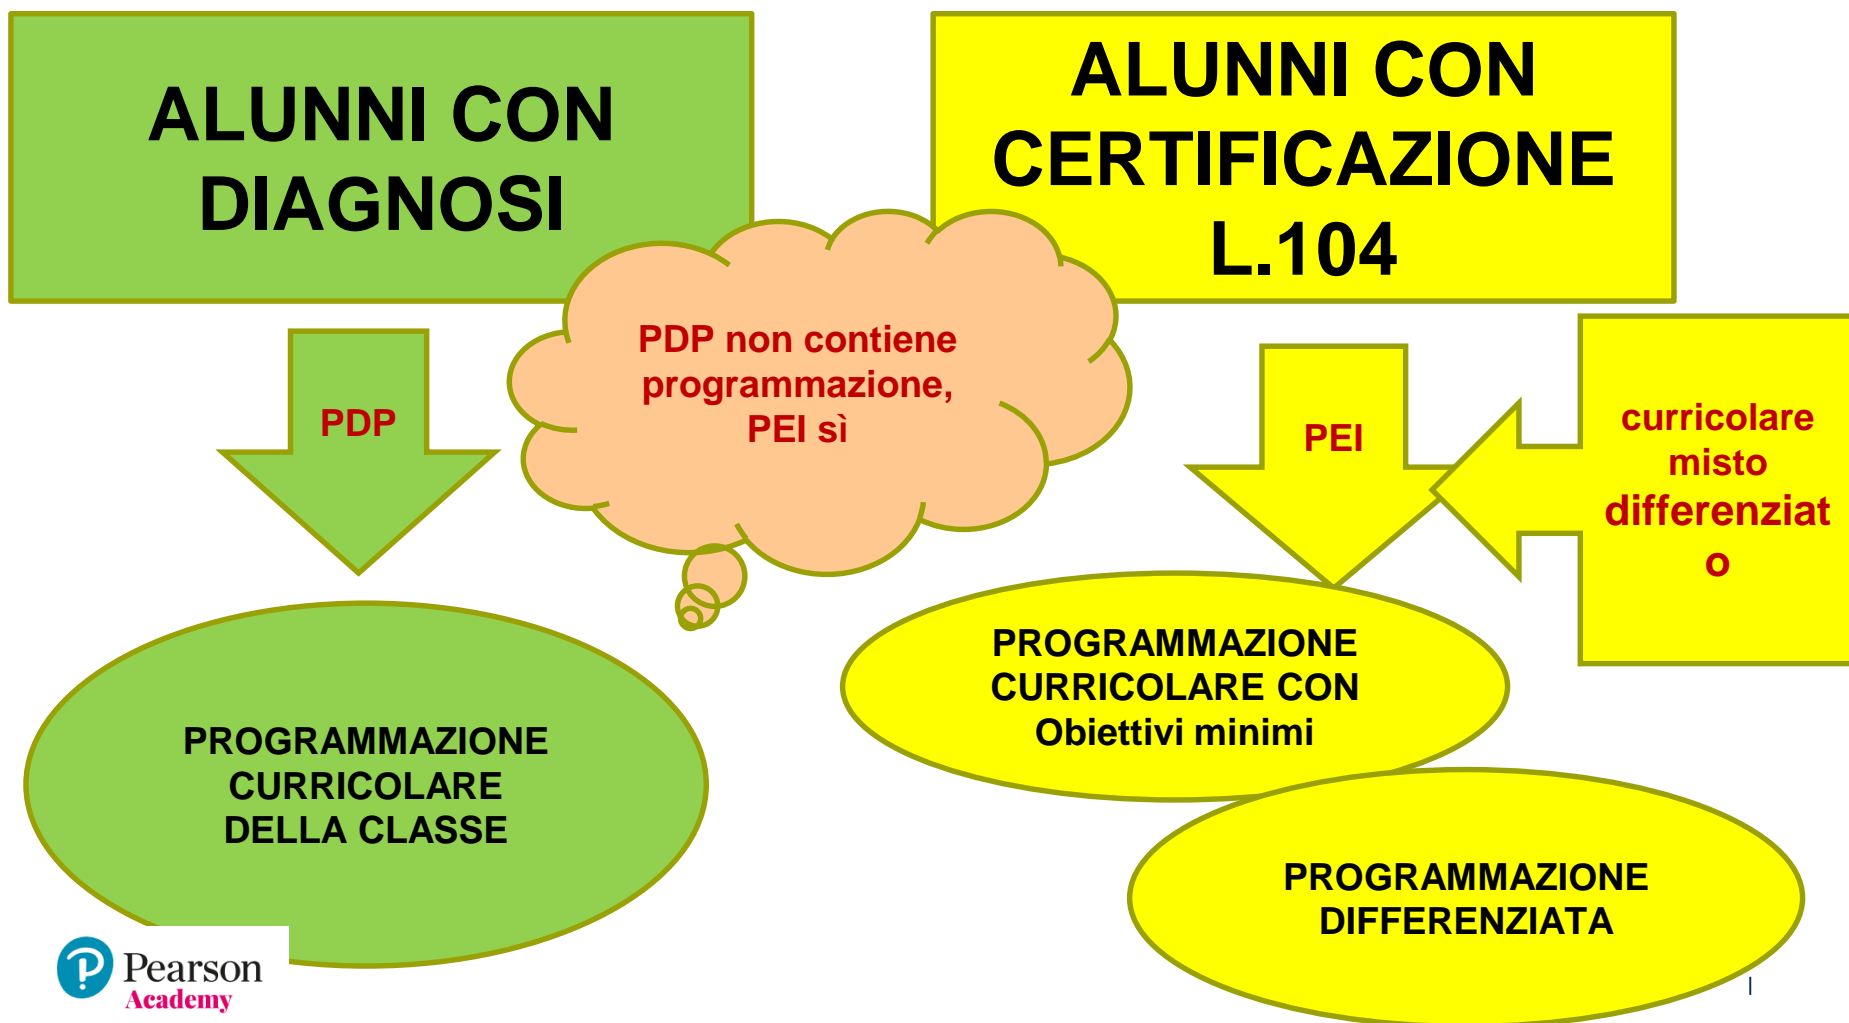 ALUNNI CON
DIAGNOSI
ALUNNI CON
CERTIFICAZIONE
L.104
PDP non contiene
programmazione,
PEI sì
PDP
PEI
curricolare
misto
differenziat
o
PROGRAMMAZIONE
CURRICOLARE
DELLA CLASSE
PROGRAMMAZIONE
CURRICOLARE CON
Obiettivi minimi
PROGRAMMAZIONE
DIFFERENZIATA
Pearson
Academy
|